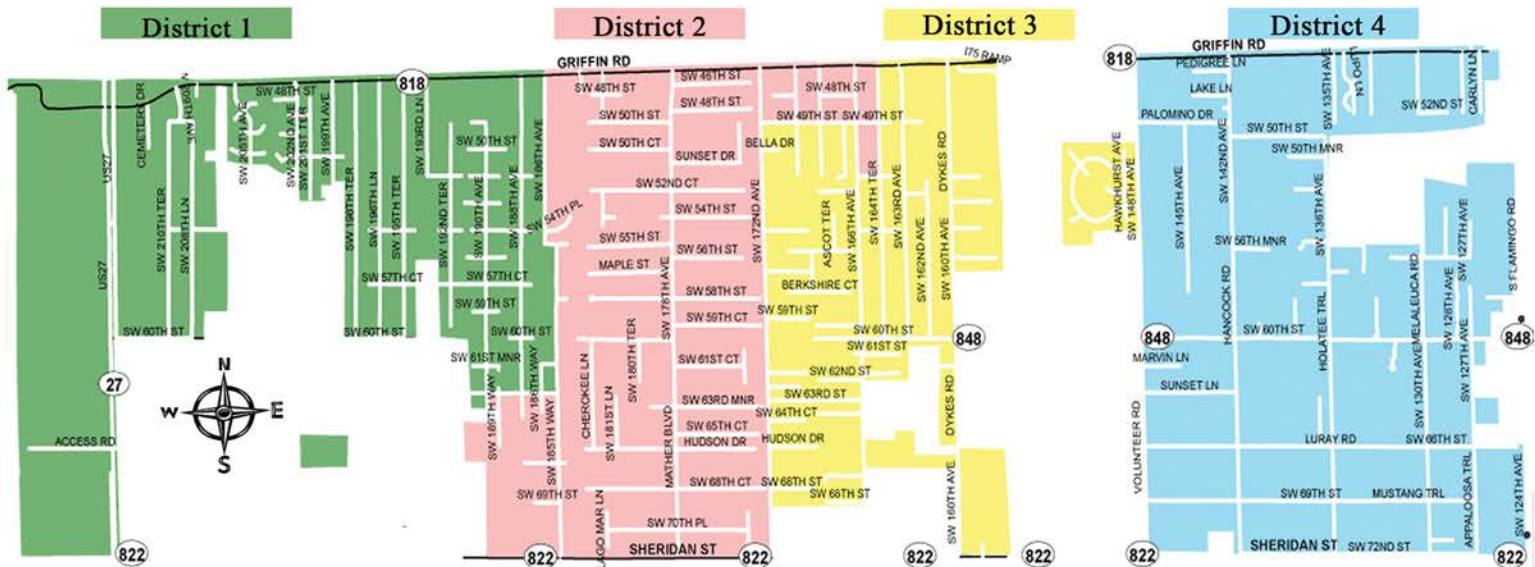 District 1
District 2
District 3
District 4
GRIFFIN RD
I75 RAMP
818
US27
US27
CEMETERY DR
SW 210TH TER
SW 208TH LN
SW 60TH ST
27
ACCESS RD
822
SW 48TH ST
SW 205TH AVE
SW 202ND AVE
SW 201ST TER
SW 199TH AVE
SW 198TH TER
SW 196TH LN
SW 195TH TER
SW 193RD LN
SW 192ND TER
SW 190TH AVE
SW 188TH AVE
SW 186TH AVE
SW 50TH ST
SW 54TH PL
SW 57TH CT
SW 57TH CT
SW 59TH ST
SW 60TH ST
SW 60TH ST
SW 61ST MNR
SW 189TH WAY
SW 186TH WAY
SW 185TH WAY
N
W
E
S
SW 46TH ST
SW 48TH ST
SW 48TH ST
SW 50TH ST
SW 50TH CT
SUNSET DR
SW 52ND CT
SW 54TH ST
SW 55TH ST
SW 56TH ST
MAPLE ST
SW 178TH AVE
SW 58TH ST
SW 59TH CT
SW 180TH TER
CHEROKEE LN
SW 61ST CT
SW 181ST LN
SW 63RD MNR
SW 65TH CT
HUDSON DR
MATHER BLVD
SW 68TH CT
SW 69TH ST
SW 70TH PL
SHERIDAN ST
822
822
SW 172ND AVE
SW 48TH ST
SW 49TH ST
SW 49TH ST
BELLA DR
ASCOT TER
SW 166TH AVE
SW 164TH TER
SW 163RD AVE
SW 162ND AVE
SW 160TH AVE
DYKES RD
BERKSHIRE CT
SW 59TH ST
SW 60TH ST
SW 61ST ST
848
SW 62ND ST
SW 63RD ST
SW 64TH CT
HUDSON DR
DYKES RD
SW 68TH ST
SW 68TH ST
SW 160TH AVE
822
822
HAWKHURST AVE
SW 148TH AVE
818
GRIFFIN RD
PEDIGREE LN
LAKE LN
PALOMINO DR
SW 142ND AVE
SW 145TH AVE
SW 135TH AVE
LUPO LN
CARLYN LN
SW 52ND ST
SW 50TH ST
SW 50TH MNR
SW 136TH AVE
SW 56TH MNR
HANCOCK RD
HOLATEE TRL
SW 127TH AVE
S FLAMINGO RD
MELALEUCA RD
SW 128TH AVE
SW 130TH AVE
SW 127TH AVE
848
SW 60TH ST
848
MARVIN LN
SUNSET LN
VOLUNTEER RD
LURAY RD
SW 66TH ST
SW 69TH ST
MUSTANG TRL
APPALOOSA TRL
SW 124TH AVE
822
SHERIDAN ST
SW 72ND ST
822